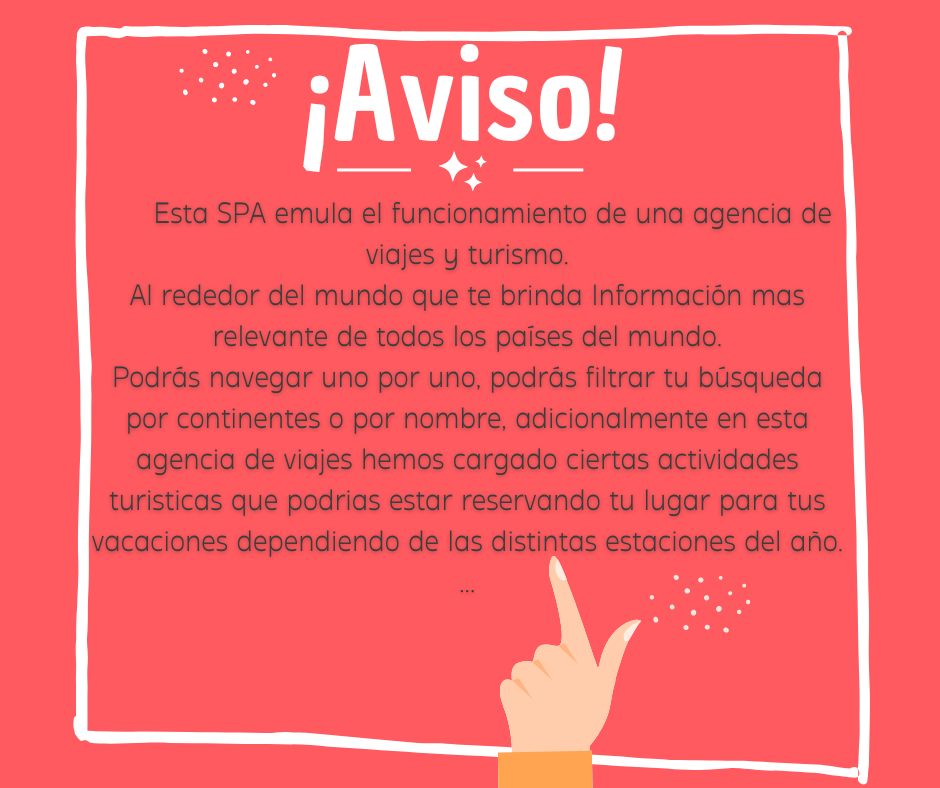 ¡Aviso!
Esta SPA emula el funcionamiento de una agencia de
viajes y turismo.
Al rededor del mundo que te brinda Información mas
relevante de todos los países del mundo.
Podrás navegar uno por uno, podrás filtrar tu búsqueda
por continentes o por nombre, adicionalmente en esta
agencia de viajes hemos cargado ciertas actividades
turisticas que podrias estar reservando tu lugar para tus
vacaciones dependiendo de las distintas estaciones del año.
...